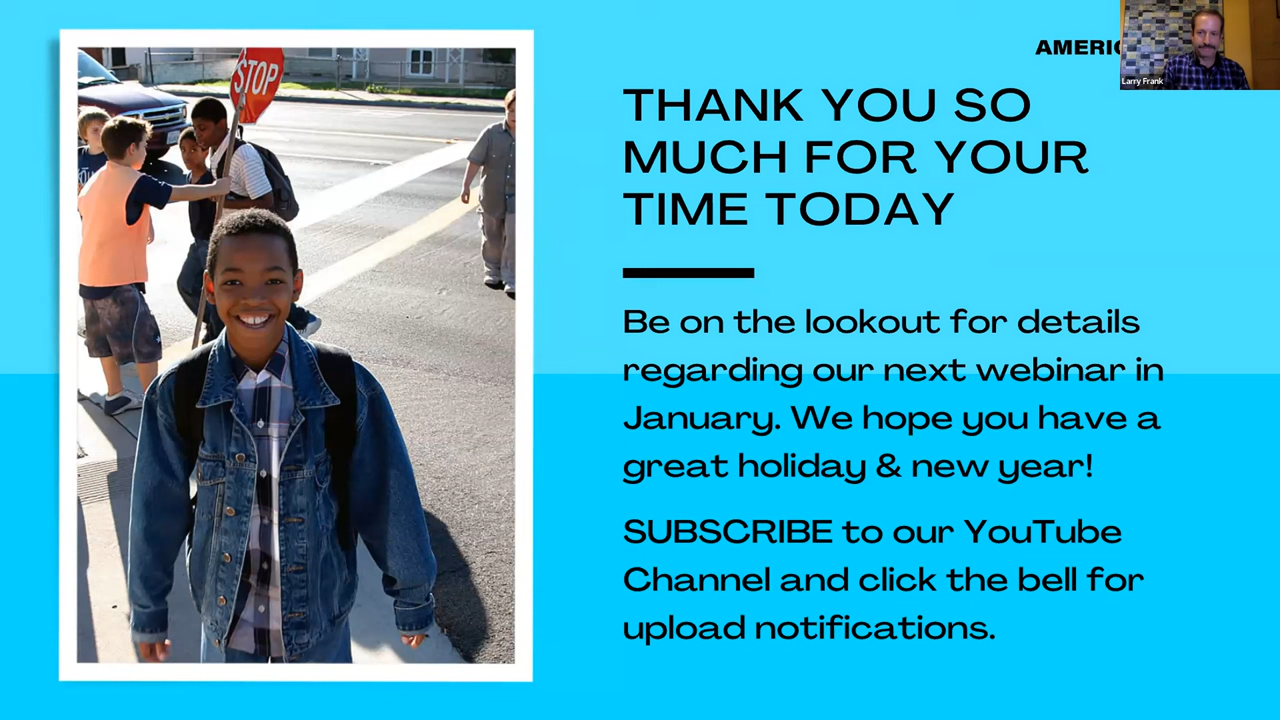 STOP
Larry Frank
THANK YOU SO
MUCH FOR YOUR
TIME TODAY
Be on the lookout for details
regarding our next webinar in
January. We hope you have a
great holiday & new year!
SUBSCRIBE to our YouTube
Channel and click the bell for
upload notifications.